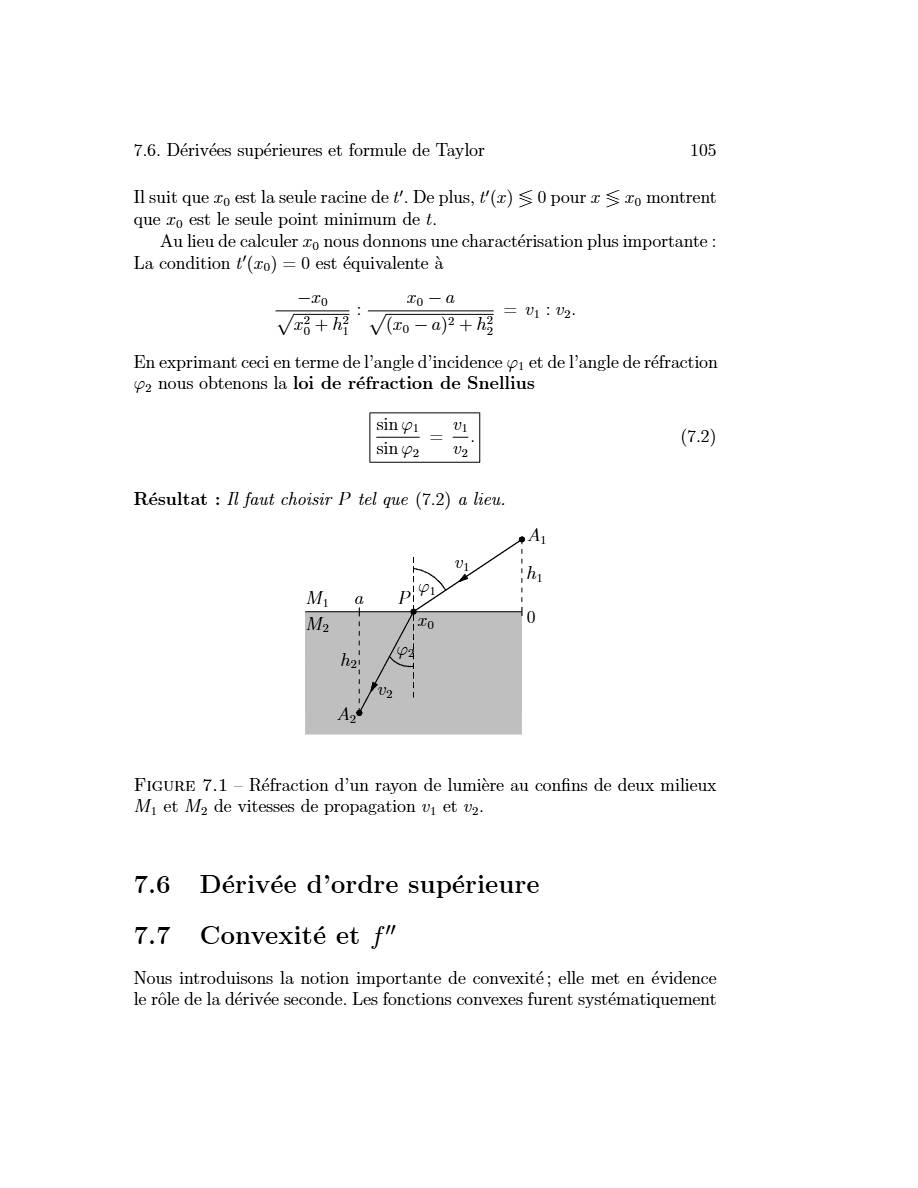 7.6. Dérivées supérieures et formule de Taylor 105
Il suit que x₀ est la seule racine de t′. De plus, t′(x) ⪋ 0 pour x ⪋ x₀ montrent
que x₀ est le seule point minimum de t.
Au lieu de calculer x₀ nous donnons une charactérisation plus importante :
La condition t′(x₀) = 0 est équivalente à
−x₀ / √(x₀² + h₁²) : (x₀ − a) / √((x₀ − a)² + h₂²) = v₁ : v₂.
En exprimant ceci en terme de l'angle d'incidence φ₁ et de l'angle de réfraction
φ₂ nous obtenons la loi de réfraction de Snellius
sin φ₁ / sin φ₂ = v₁ / v₂. (7.2)
Résultat : Il faut choisir P tel que (7.2) a lieu.
A₁
v₁
h₁
φ₁
M₁ a P
0
M₂ x₀
φ₂
h₂
v₂
A₂
Figure 7.1 – Réfraction d'un rayon de lumière au confins de deux milieux
M₁ et M₂ de vitesses de propagation v₁ et v₂.
7.6 Dérivée d'ordre supérieure
7.7 Convexité et f″
Nous introduisons la notion importante de convexité ; elle met en évidence
le rôle de la dérivée seconde. Les fonctions convexes furent systématiquement